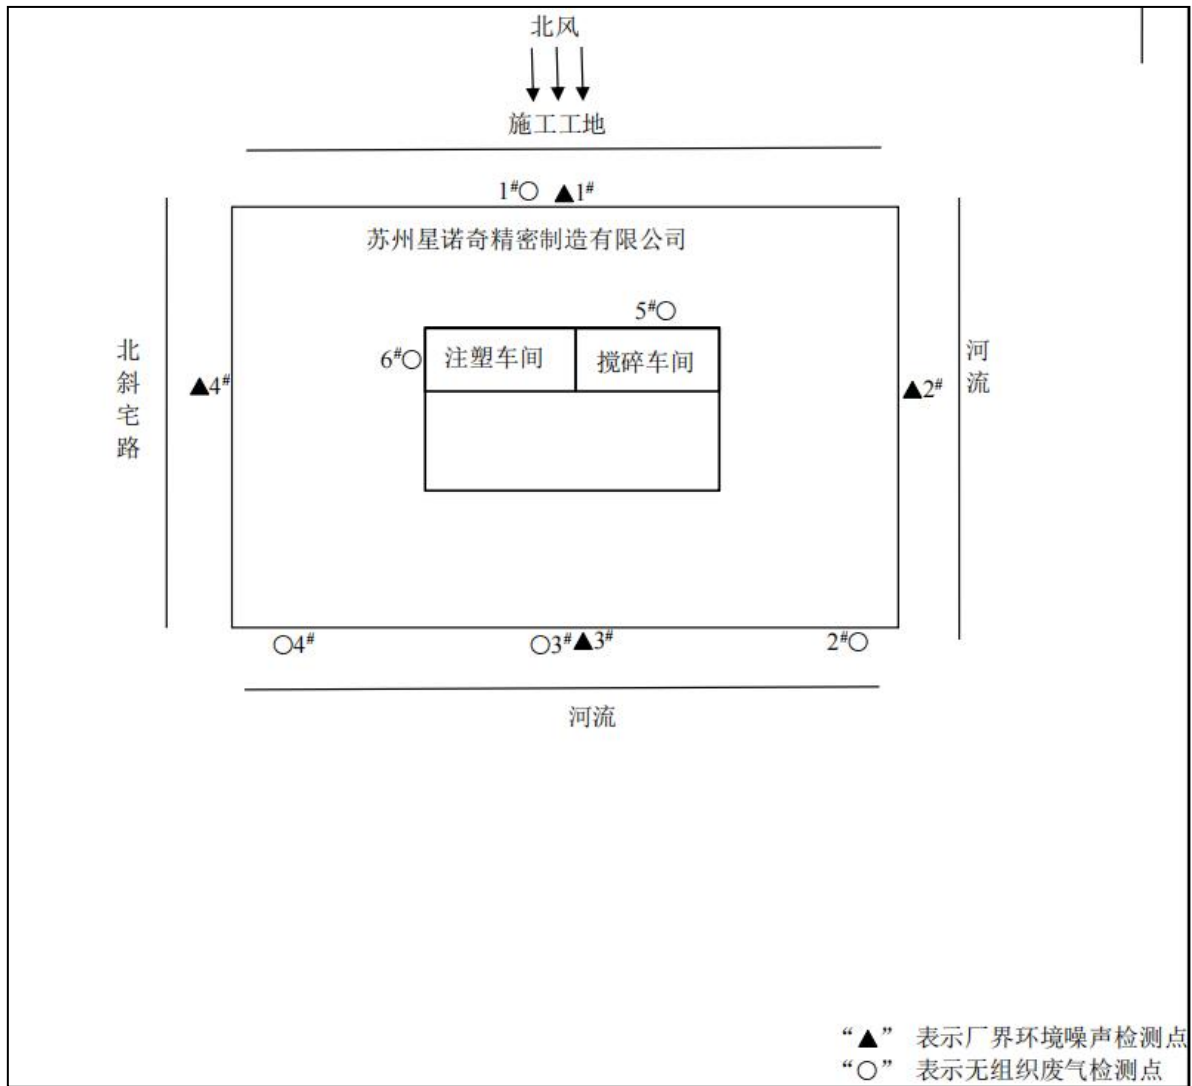 北风
施工工地
1#○ ▲1#
苏州星诺奇精密制造有限公司
5#○
6#○ 注塑车间 搅碎车间
北斜宅路
▲4#
▲2#
河流
○4# ○3# ▲3# 2#○
河流
“▲” 表示厂界环境噪声检测点
“○” 表示无组织废气检测点